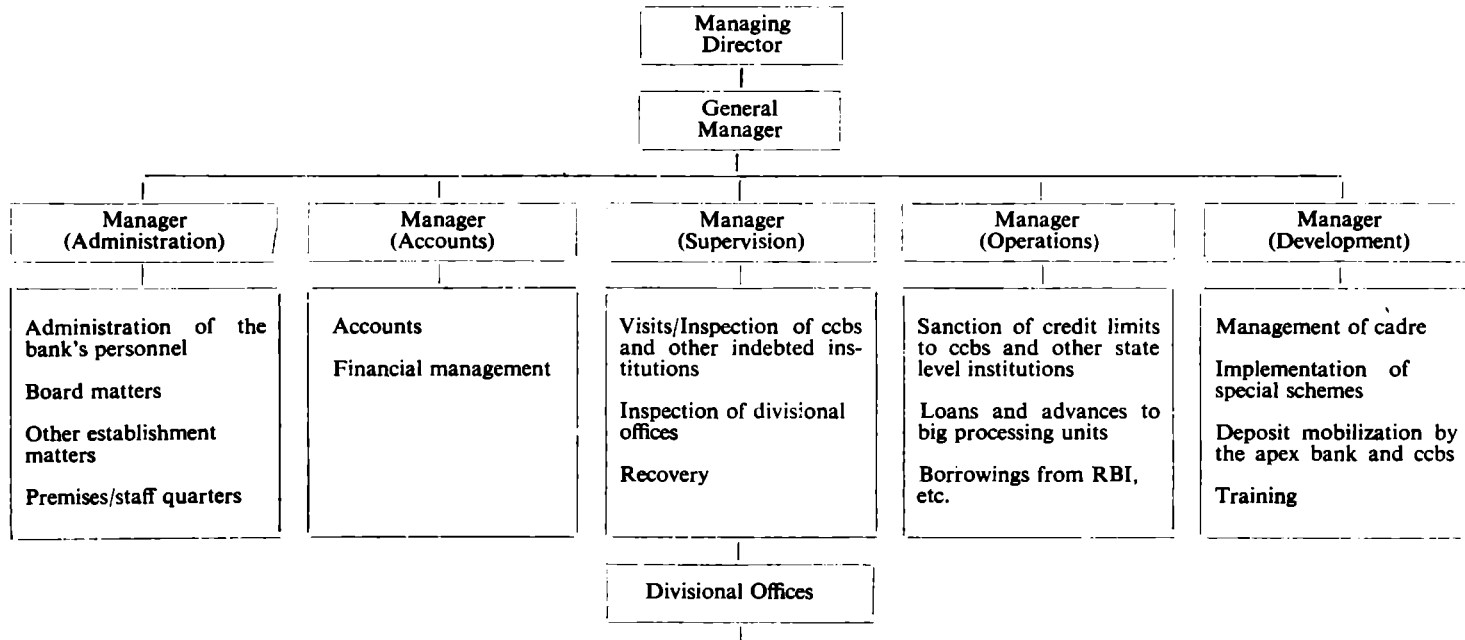 Managing
Director
General
Manager
Manager
(Administration)
Manager
(Accounts)
Manager
(Supervision)
Manager
(Operations)
Manager
(Development)
Administration of the
bank's personnel
Board matters
Other establishment
matters
Premises/staff quarters
Accounts
Financial management
Visits/Inspection of ccbs
and other indebted ins-
titutions
Inspection of divisional
offices
Recovery
Sanction of credit limits
to ccbs and other state
level institutions
Loans and advances to
big processing units
Borrowings from RBI,
etc.
Management of cadre
Implementation of
special schemes
Deposit mobilization by
the apex bank and ccbs
Training
Divisional Offices